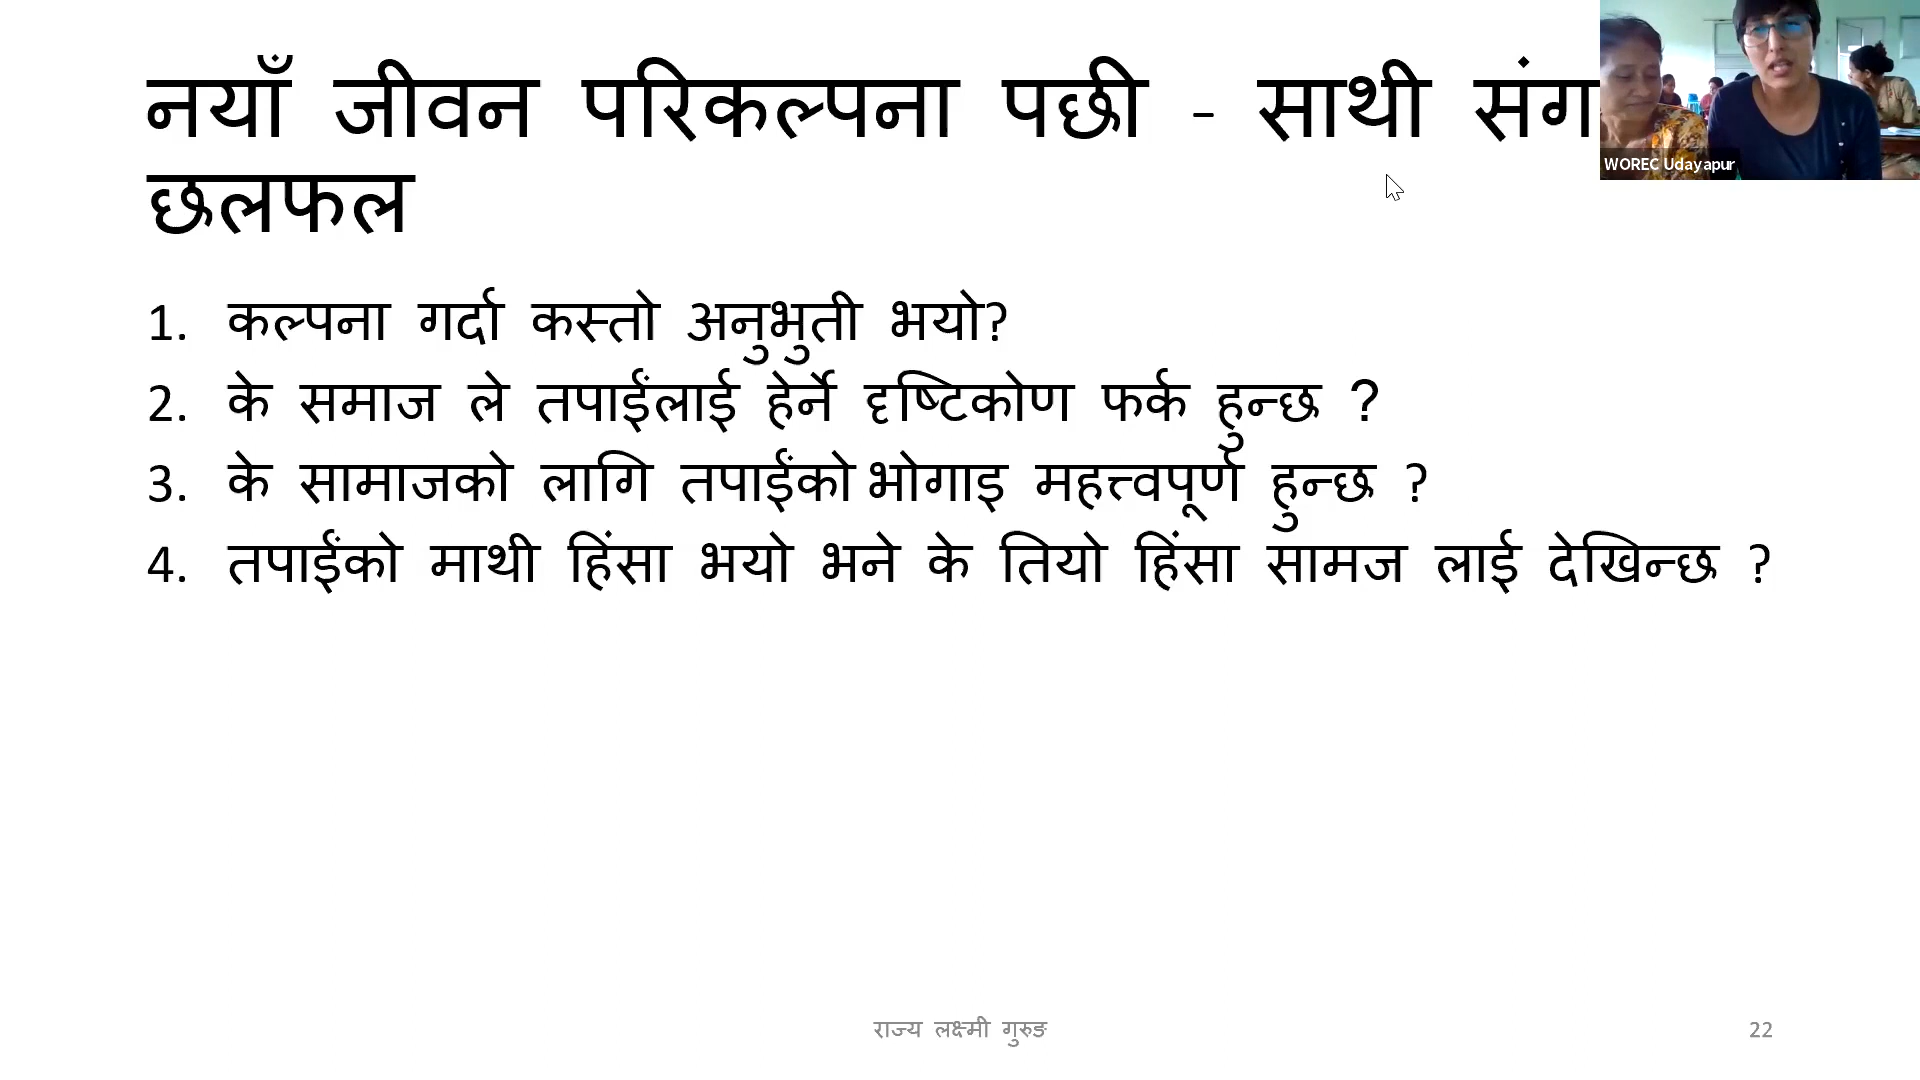 नयाँ जीवन परिकल्पना पछी - साथी संग
छलफल
1. कल्पना गर्दा कस्तो अनुभुती भयो?
2. के समाज ले तपाईंलाई हेर्ने दृष्टिकोण फर्क हुन्छ ?
3. के सामाजको लागि तपाईंको भोगाइ महत्त्वपूर्ण हुन्छ ?
4. तपाईंको माथी हिंसा भयो भने के तियो हिंसा सामज लाई देखिन्छ ?
WOREC Udayapur
राज्य लक्ष्मी गुरुङ
22